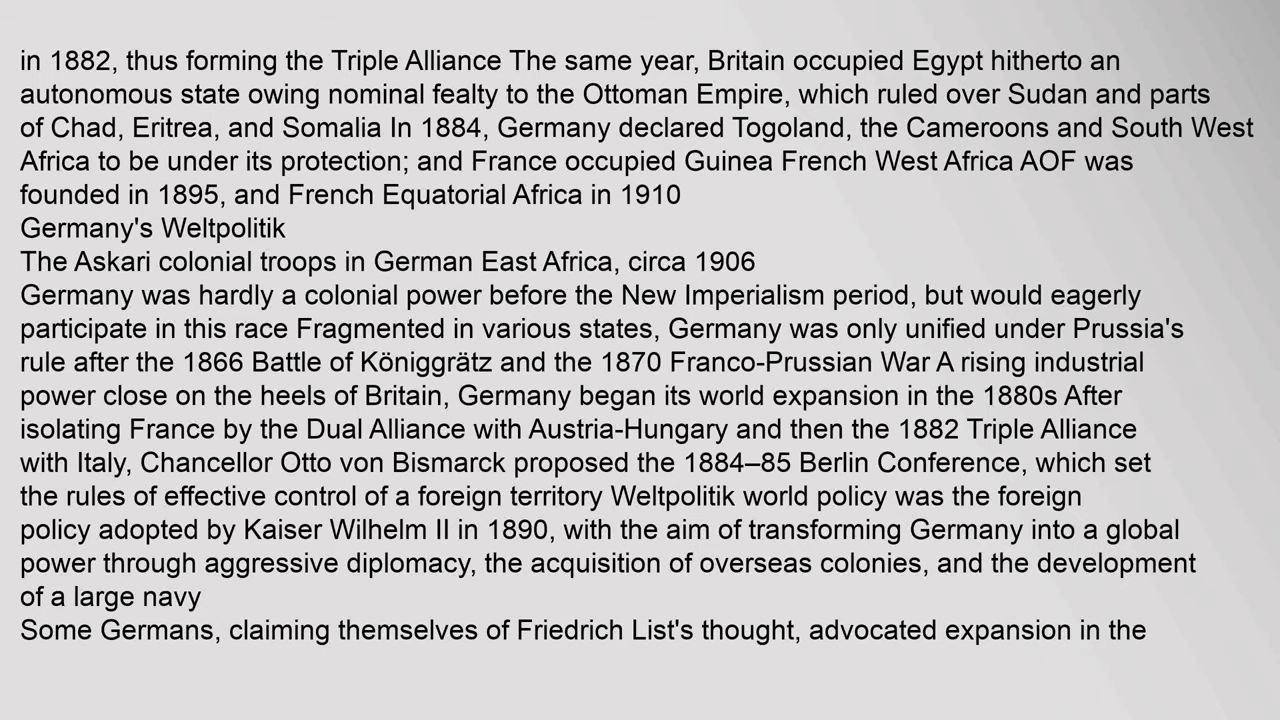 in 1882, thus forming the Triple Alliance The same year, Britain occupied Egypt hitherto an
autonomous state owing nominal fealty to the Ottoman Empire, which ruled over Sudan and parts
of Chad, Eritrea, and Somalia In 1884, Germany declared Togoland, the Cameroons and South West
Africa to be under its protection; and France occupied Guinea French West Africa AOF was
founded in 1895, and French Equatorial Africa in 1910
Germany's Weltpolitik
The Askari colonial troops in German East Africa, circa 1906
Germany was hardly a colonial power before the New Imperialism period, but would eagerly
participate in this race Fragmented in various states, Germany was only unified under Prussia's
rule after the 1866 Battle of Königgrätz and the 1870 Franco-Prussian War A rising industrial
power close on the heels of Britain, Germany began its world expansion in the 1880s After
isolating France by the Dual Alliance with Austria-Hungary and then the 1882 Triple Alliance
with Italy, Chancellor Otto von Bismarck proposed the 1884–85 Berlin Conference, which set
the rules of effective control of a foreign territory Weltpolitik world policy was the foreign
policy adopted by Kaiser Wilhelm II in 1890, with the aim of transforming Germany into a global
power through aggressive diplomacy, the acquisition of overseas colonies, and the development
of a large navy
Some Germans, claiming themselves of Friedrich List's thought, advocated expansion in the